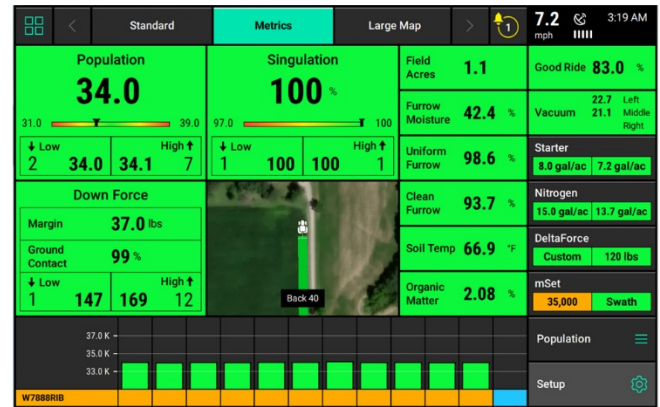 Standard
Metrics
Large Map
1
7.2 mph
3:19 AM
Population
34.0
31.0 39.0
Low High
2 34.0 34.1 7
Singulation
100 %
97.0 100
Low High
1 100 100 1
Down Force
Margin 37.0 lbs
Ground Contact 99 %
Low High
1 147 169 12
Back 40
Field Acres 1.1
Furrow Moisture 42.4 %
Uniform Furrow 98.6 %
Clean Furrow 93.7 %
Soil Temp 66.9 °F
Organic Matter 2.08 %
Good Ride 83.0 %
Vacuum
22.7 Left
21.1 Middle
Right
Starter
8.0 gal/ac 7.2 gal/ac
Nitrogen
15.0 gal/ac 13.7 gal/ac
DeltaForce
Custom 120 lbs
mSet
35,000 Swath
Population
Setup
37.0 K
35.0 K
33.0 K
W7888RIB